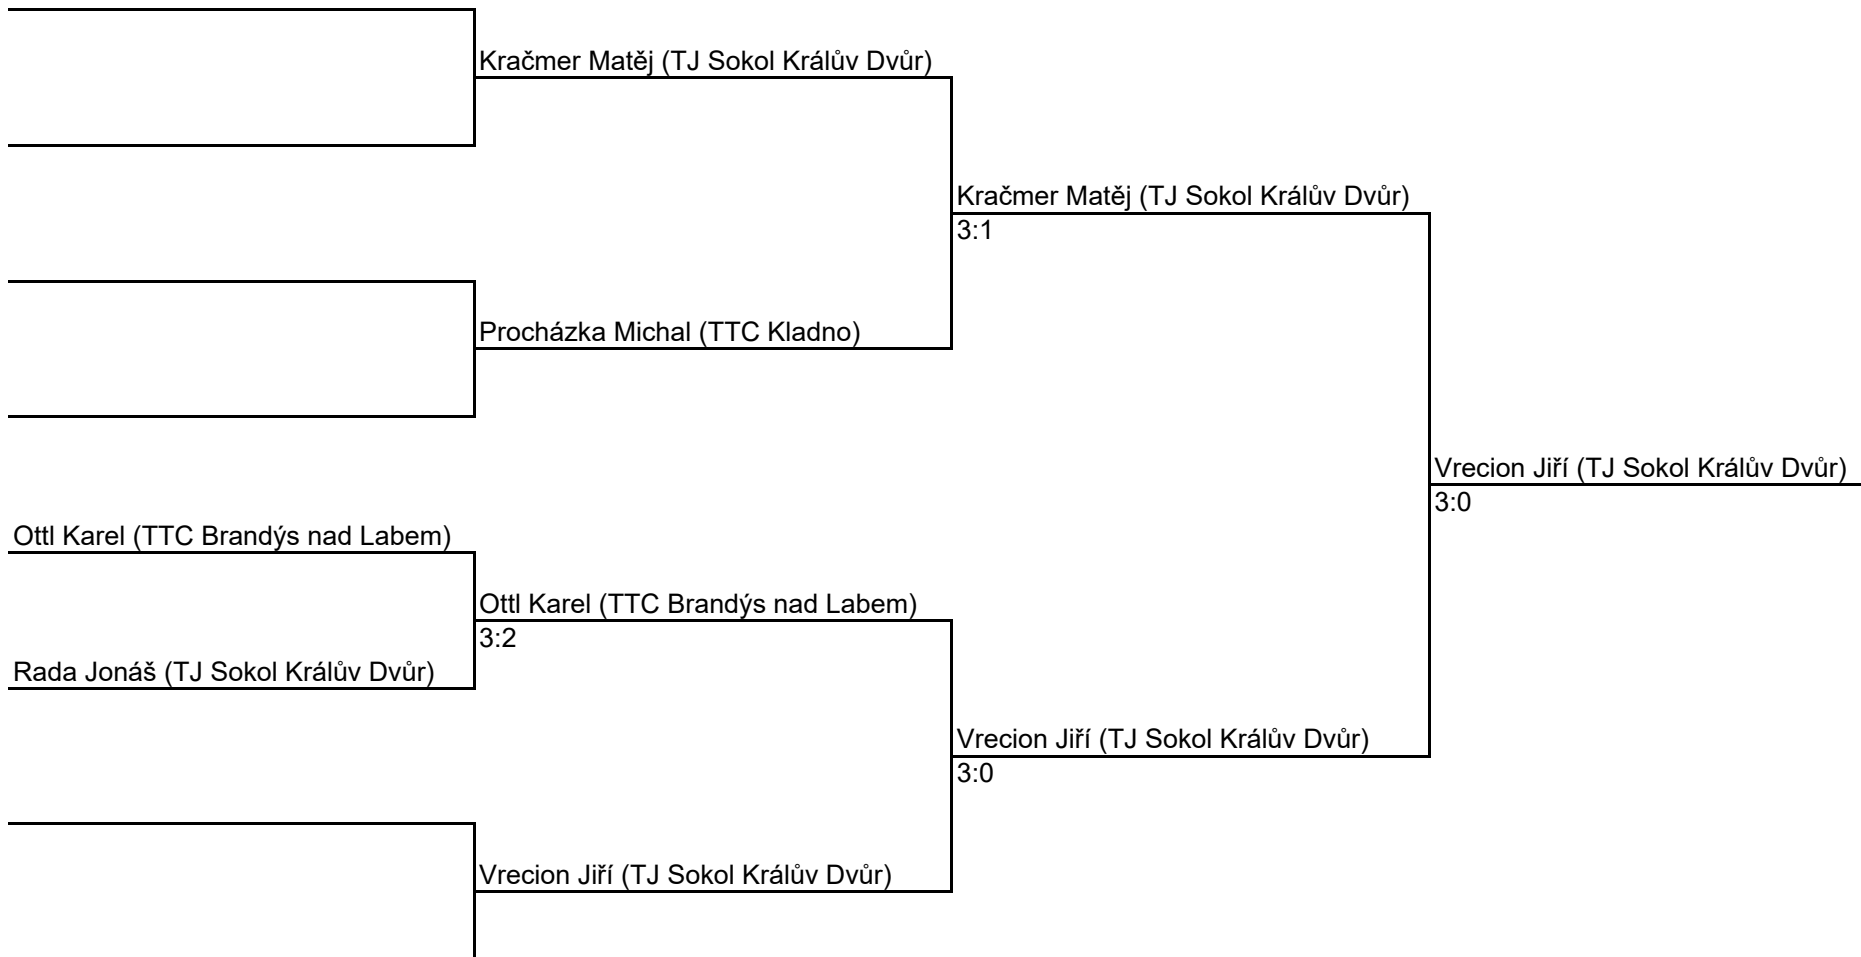 Kračmer Matěj (TJ Sokol Králův Dvůr)
Kračmer Matěj (TJ Sokol Králův Dvůr)
3:1
Procházka Michal (TTC Kladno)
Vrecion Jiří (TJ Sokol Králův Dvůr)
3:0
Ottl Karel (TTC Brandýs nad Labem)
Ottl Karel (TTC Brandýs nad Labem)
3:2
Rada Jonáš (TJ Sokol Králův Dvůr)
Vrecion Jiří (TJ Sokol Králův Dvůr)
3:0
Vrecion Jiří (TJ Sokol Králův Dvůr)